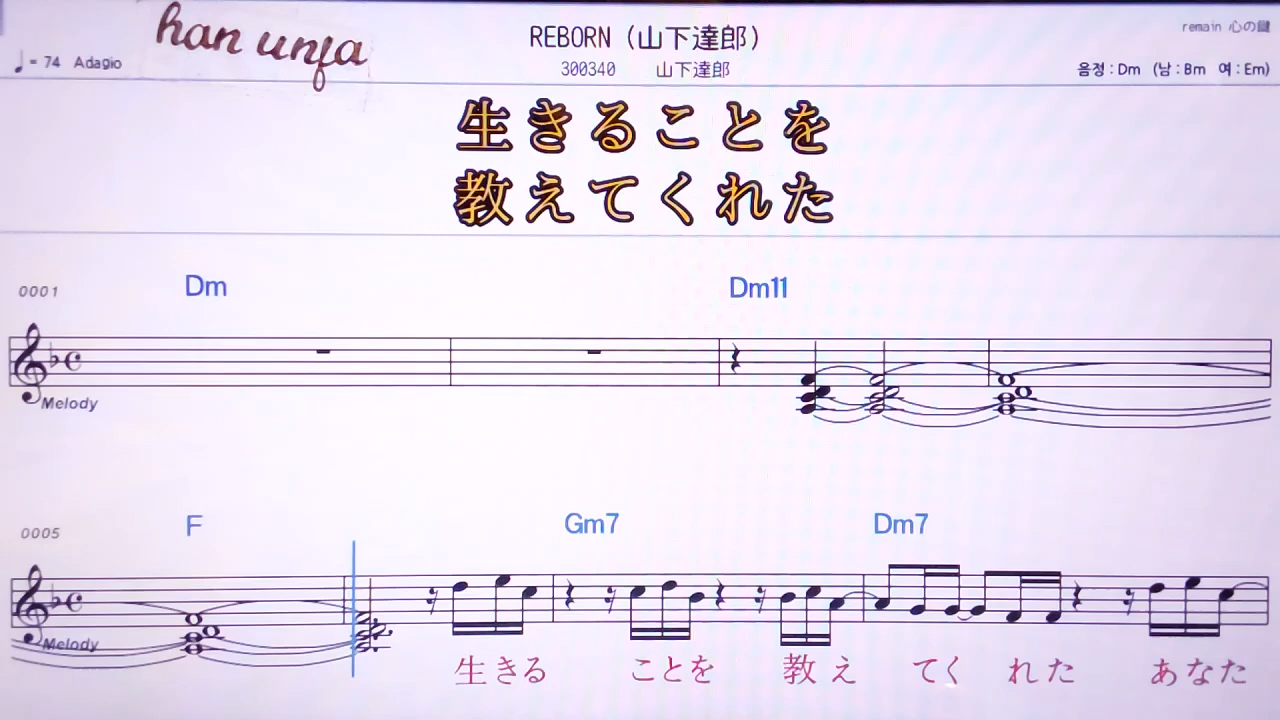 han unfa
REBORN (山下達郎)
remain 心の鍵
♩= 74 Adagio
300340 山下達郎
음정 : Dm (남 : Bm 여 : Em)
生きることを
教えてくれた
0001 Dm Dm11
Melody
0005 F Gm7 Dm7
Melody
生きる ことを 教え てく れた あなた